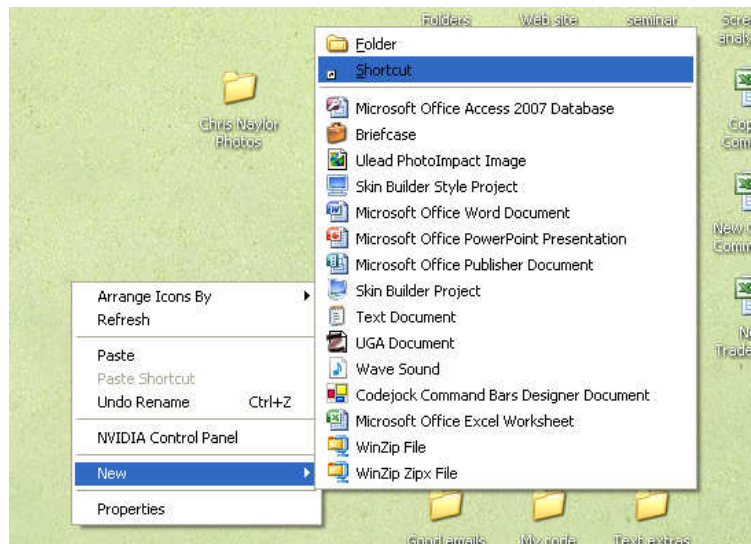 Folders Web site seminar
Folder
Shortcut
Chris Naylor
Photos
Microsoft Office Access 2007 Database
Briefcase
Ulead PhotoImpact Image
Skin Builder Style Project
Microsoft Office Word Document
Microsoft Office PowerPoint Presentation
Microsoft Office Publisher Document
Skin Builder Project
Text Document
UGA Document
Wave Sound
Codejock Command Bars Designer Document
Microsoft Office Excel Worksheet
WinZip File
WinZip Zipx File
Arrange Icons By
Refresh
Paste
Paste Shortcut
Undo Rename Ctrl+Z
NVIDIA Control Panel
New
Properties
Good emails My code Text extras